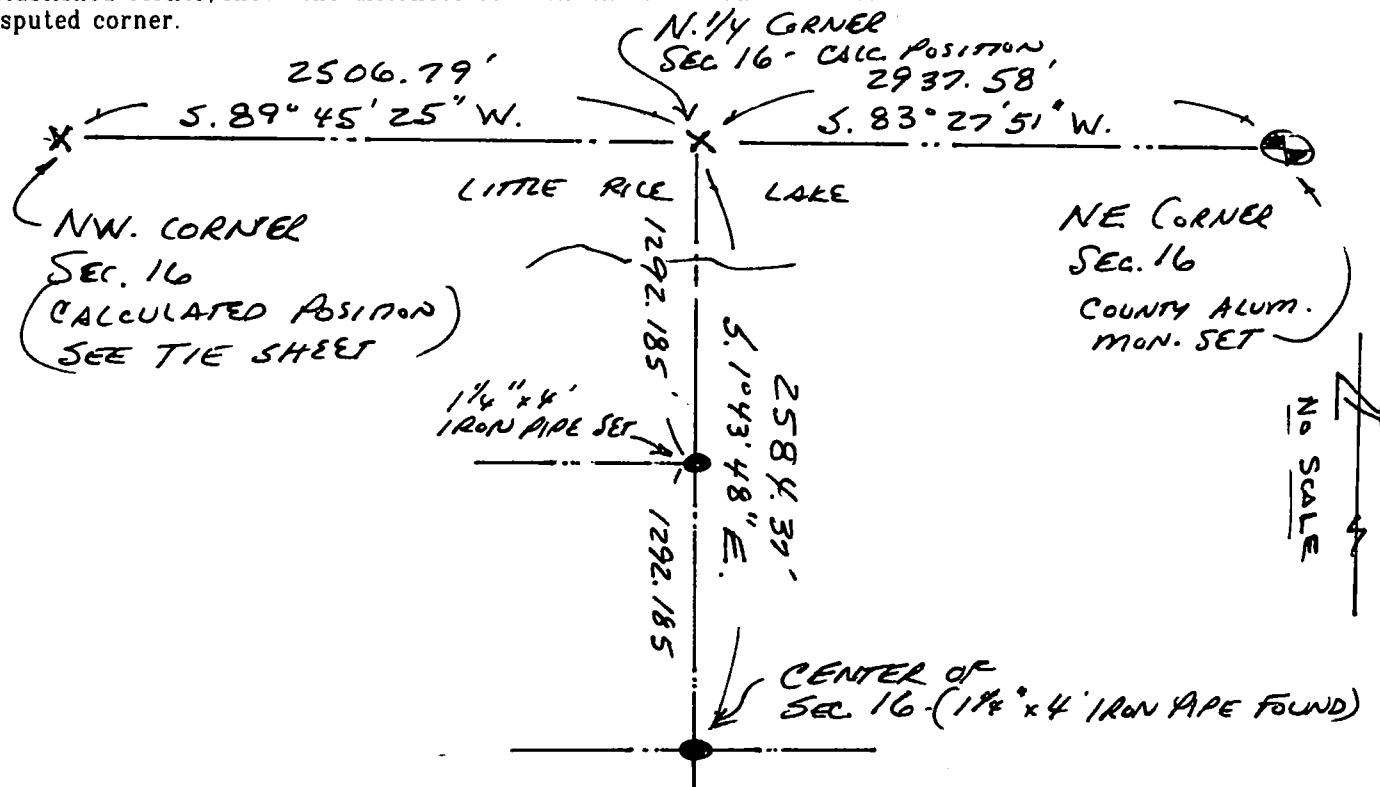 sputed corner.
N. 1/4 CORNER
SEC 16 - CALC. POSITION
2506.79'
S. 89° 45' 25" W.
2937.58'
S. 83° 27' 51" W.
LITTLE RICE LAKE
NW. CORNER
SEC. 16
(CALCULATED POSITION)
SEE TIE SHEET
NE CORNER
SEC. 16
COUNTY ALUM.
MON. SET
1292.185'
2584.37'
S. 1° 43' 48" E.
1 1/4" x 4'
IRON PIPE SET
1292.185
No SCALE
CENTER OF
SEC. 16 - (1 1/4" x 4' IRON PIPE FOUND)